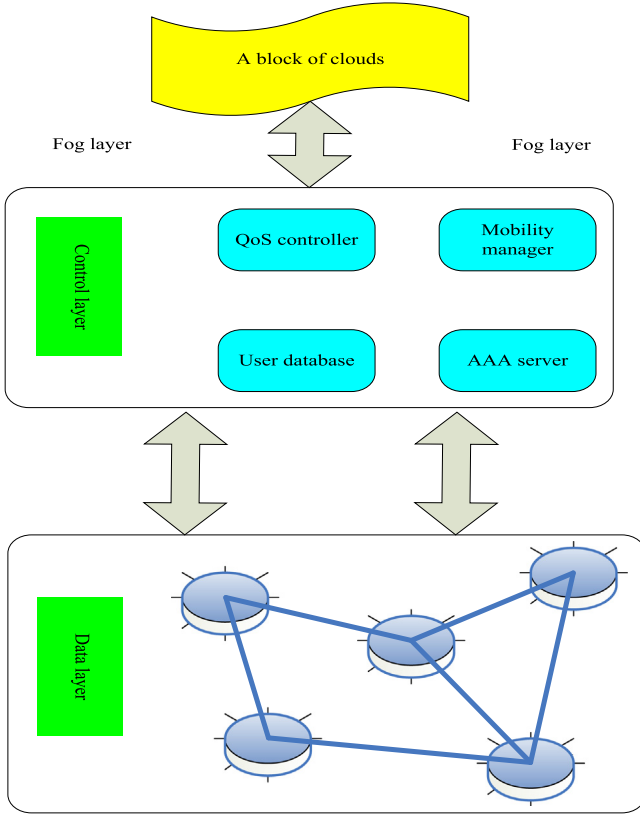 A block of clouds
Fog layer
Fog layer
Control layer
QoS controller
Mobility
manager
User database
AAA server
Data layer